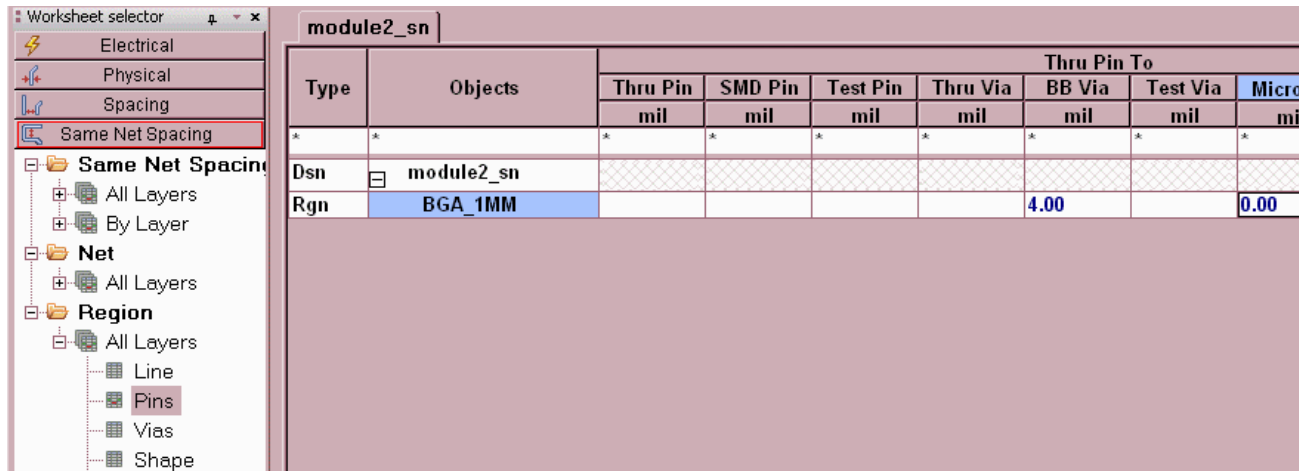 Worksheet selector
Electrical
Physical
Spacing
Same Net Spacing
Same Net Spacing
All Layers
By Layer
Net
All Layers
Region
All Layers
Line
Pins
Vias
Shape
module2_sn
Type Objects Thru Pin To
Thru Pin SMD Pin Test Pin Thru Via BB Via Test Via Micro
mil mil mil mil mil mil mi
* * * * * * * * *
Dsn module2_sn
Rgn BGA_1MM 4.00 0.00